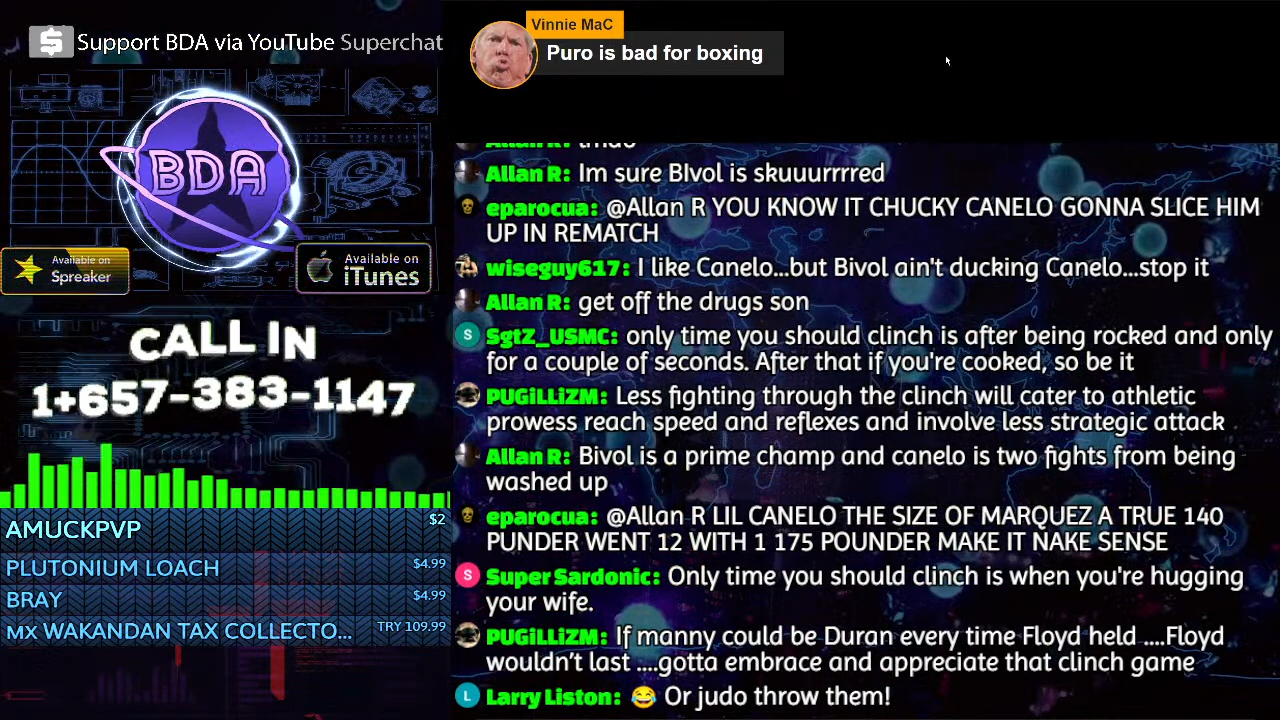 Support BDA via YouTube Superchat
BDA
Available on
Spreaker
Available on
iTunes
CALL IN
1+657-383-1147
AMUCKPVP $2
PLUTONIUM LOACH $4.99
BRAY $4.99
MX WAKANDAN TAX COLLECTO... TRY 109.99
Vinnie MaC
Puro is bad for boxing
Allan R: Im sure BIvol is skuuurrrred
eparocua: @Allan R YOU KNOW IT CHUCKY CANELO GONNA SLICE HIM
UP IN REMATCH
wiseguy617: I like Canelo...but Bivol ain't ducking Canelo...stop it
Allan R: get off the drugs son
S
SgtZ_USMC: only time you should clinch is after being rocked and only
for a couple of seconds. After that if you're cooked, so be it
PUGiLLiZM: Less fighting through the clinch will cater to athletic
prowess reach speed and reflexes and involve less strategic attack
Allan R: Bivol is a prime champ and canelo is two fights from being
washed up
eparocua: @Allan R LIL CANELO THE SIZE OF MARQUEZ A TRUE 140
PUNDER WENT 12 WITH 1 175 POUNDER MAKE IT NAKE SENSE
S
Super Sardonic: Only time you should clinch is when you're hugging
your wife.
PUGiLLiZM: If manny could be Duran every time Floyd held ....Floyd
wouldn't last ....gotta embrace and appreciate that clinch game
L
Larry Liston: 😂 Or judo throw them!